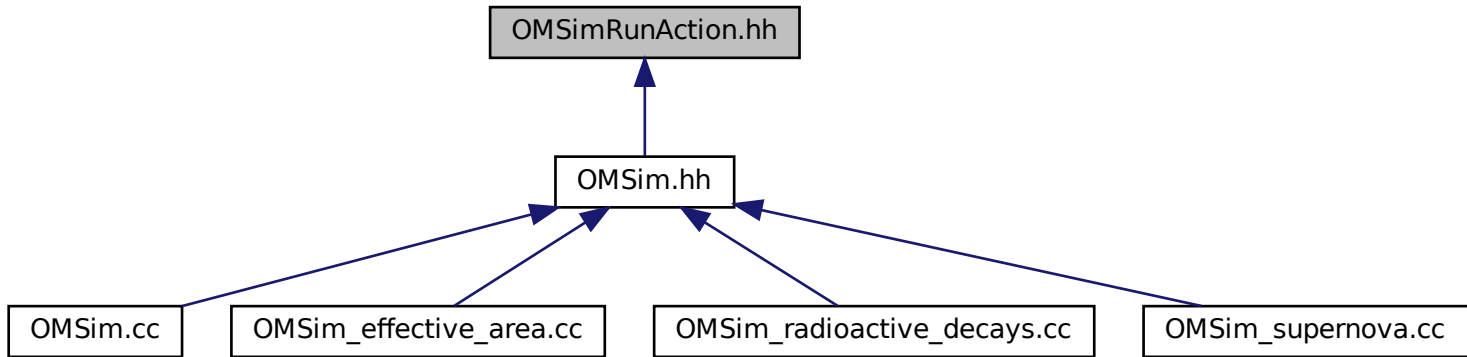 OMSimRunAction.hh
OMSim.hh
OMSim.cc
OMSim_effective_area.cc
OMSim_radioactive_decays.cc
OMSim_supernova.cc